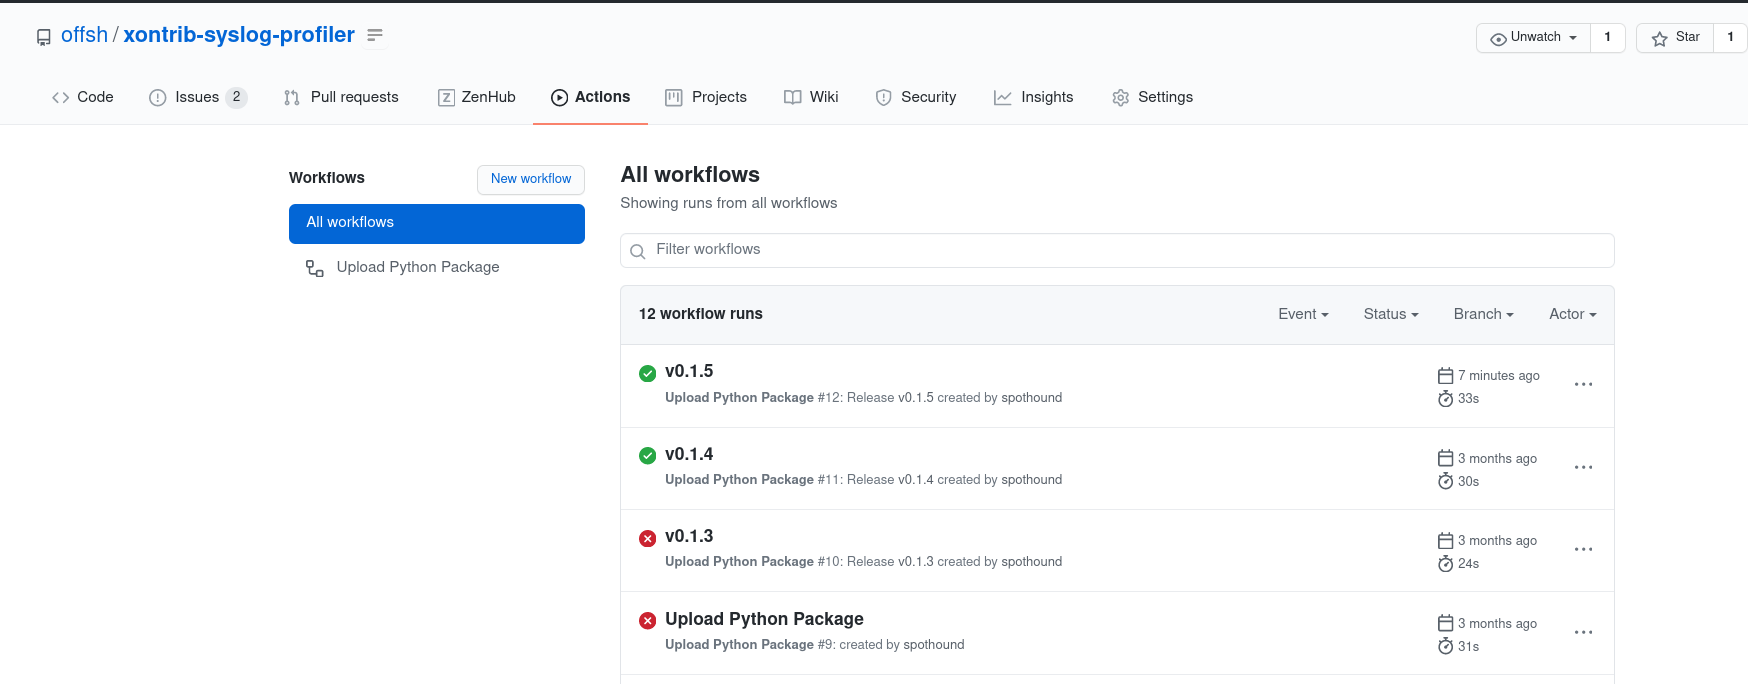 offsh / xontrib-syslog-profiler
Unwatch 1 Star 1
Code Issues 2 Pull requests ZenHub Actions Projects Wiki Security Insights Settings
Workflows New workflow
All workflows
Upload Python Package
All workflows
Showing runs from all workflows
Filter workflows
12 workflow runs Event Status Branch Actor
v0.1.5
Upload Python Package #12: Release v0.1.5 created by spothound
7 minutes ago
33s
v0.1.4
Upload Python Package #11: Release v0.1.4 created by spothound
3 months ago
30s
v0.1.3
Upload Python Package #10: Release v0.1.3 created by spothound
3 months ago
24s
Upload Python Package
Upload Python Package #9: created by spothound
3 months ago
31s